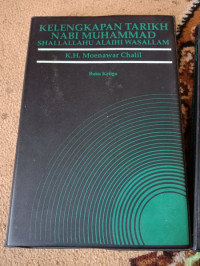 KELENGKAPAN TARIKH
NABI MUHAMMAD
SHALLALLAHU ALAIHI WASALLAM
K.H. Moenawar Chalil
Buku Ketiga